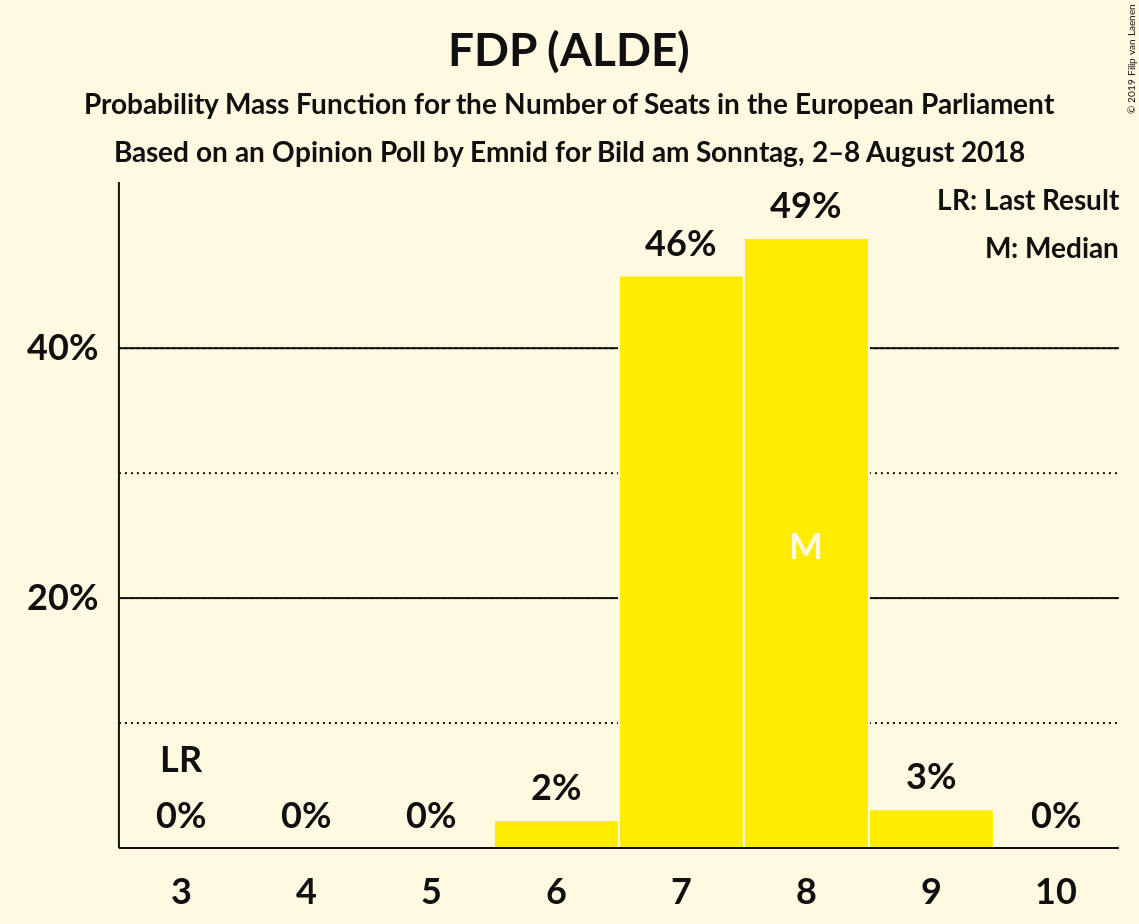 FDP (ALDE)
Probability Mass Function for the Number of Seats in the European Parliament
Based on an Opinion Poll by Emnid for Bild am Sonntag, 2–8 August 2018
© 2019 Filip van Laenen
LR: Last Result
M: Median
49%
46%
40%
M
20%
LR
3%
2%
0%
0%
0%
0%
3
4
5
6
7
8
9
10